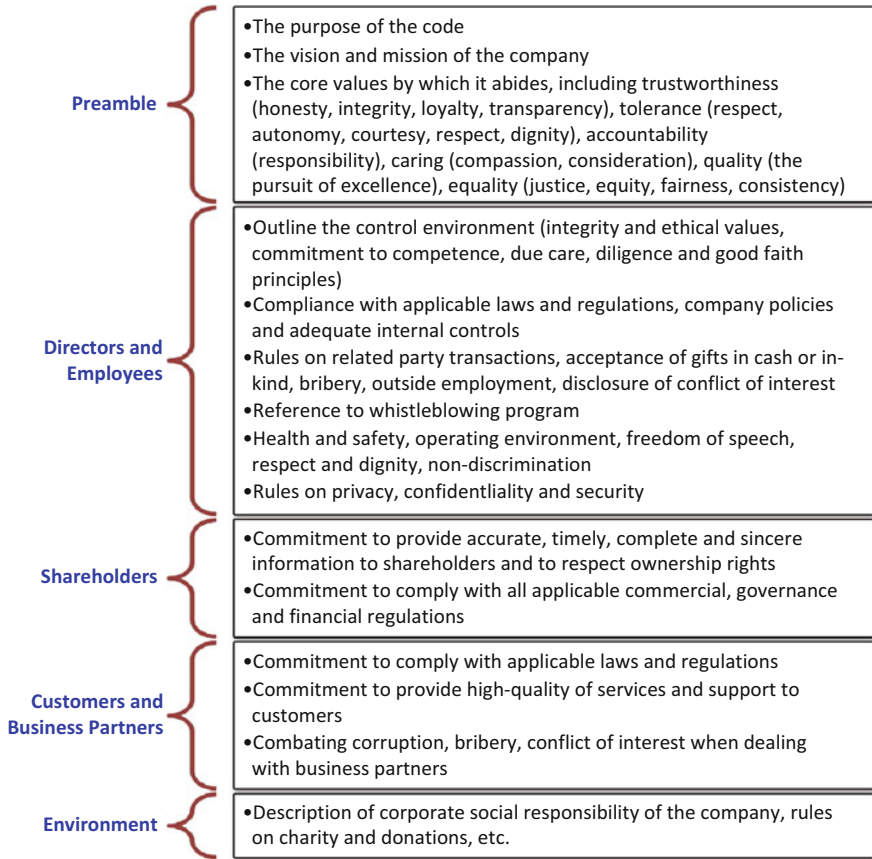 Preamble
•The purpose of the code
•The vision and mission of the company
•The core values by which it abides, including trustworthiness
(honesty, integrity, loyalty, transparency), tolerance (respect,
autonomy, courtesy, respect, dignity), accountability
(responsibility), caring (compassion, consideration), quality (the
pursuit of excellence), equality (justice, equity, fairness, consistency)
Directors and
Employees
•Outline the control environment (integrity and ethical values,
commitment to competence, due care, diligence and good faith
principles)
•Compliance with applicable laws and regulations, company policies
and adequate internal controls
•Rules on related party transactions, acceptance of gifts in cash or in-
kind, bribery, outside employment, disclosure of conflict of interest
•Reference to whistleblowing program
•Health and safety, operating environment, freedom of speech,
respect and dignity, non-discrimination
•Rules on privacy, confidentliality and security
Shareholders
•Commitment to provide accurate, timely, complete and sincere
information to shareholders and to respect ownership rights
•Commitment to comply with all applicable commercial, governance
and financial regulations
Customers and
Business Partners
•Commitment to comply with applicable laws and regulations
•Commitment to provide high-quality of services and support to
customers
•Combating corruption, bribery, conflict of interest when dealing
with business partners
Environment
•Description of corporate social responsibility of the company, rules
on charity and donations, etc.